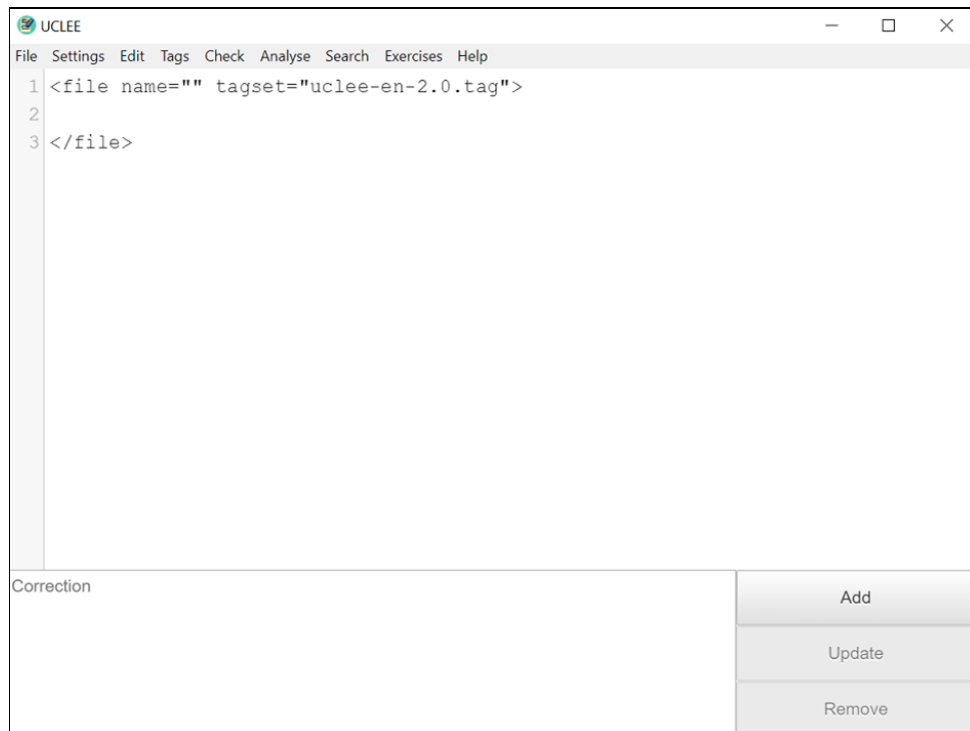 UCLEE
File Settings Edit Tags Check Analyse Search Exercises Help
1 <file name="" tagset="uclee-en-2.0.tag">
2
3 </file>
Correction
Add
Update
Remove